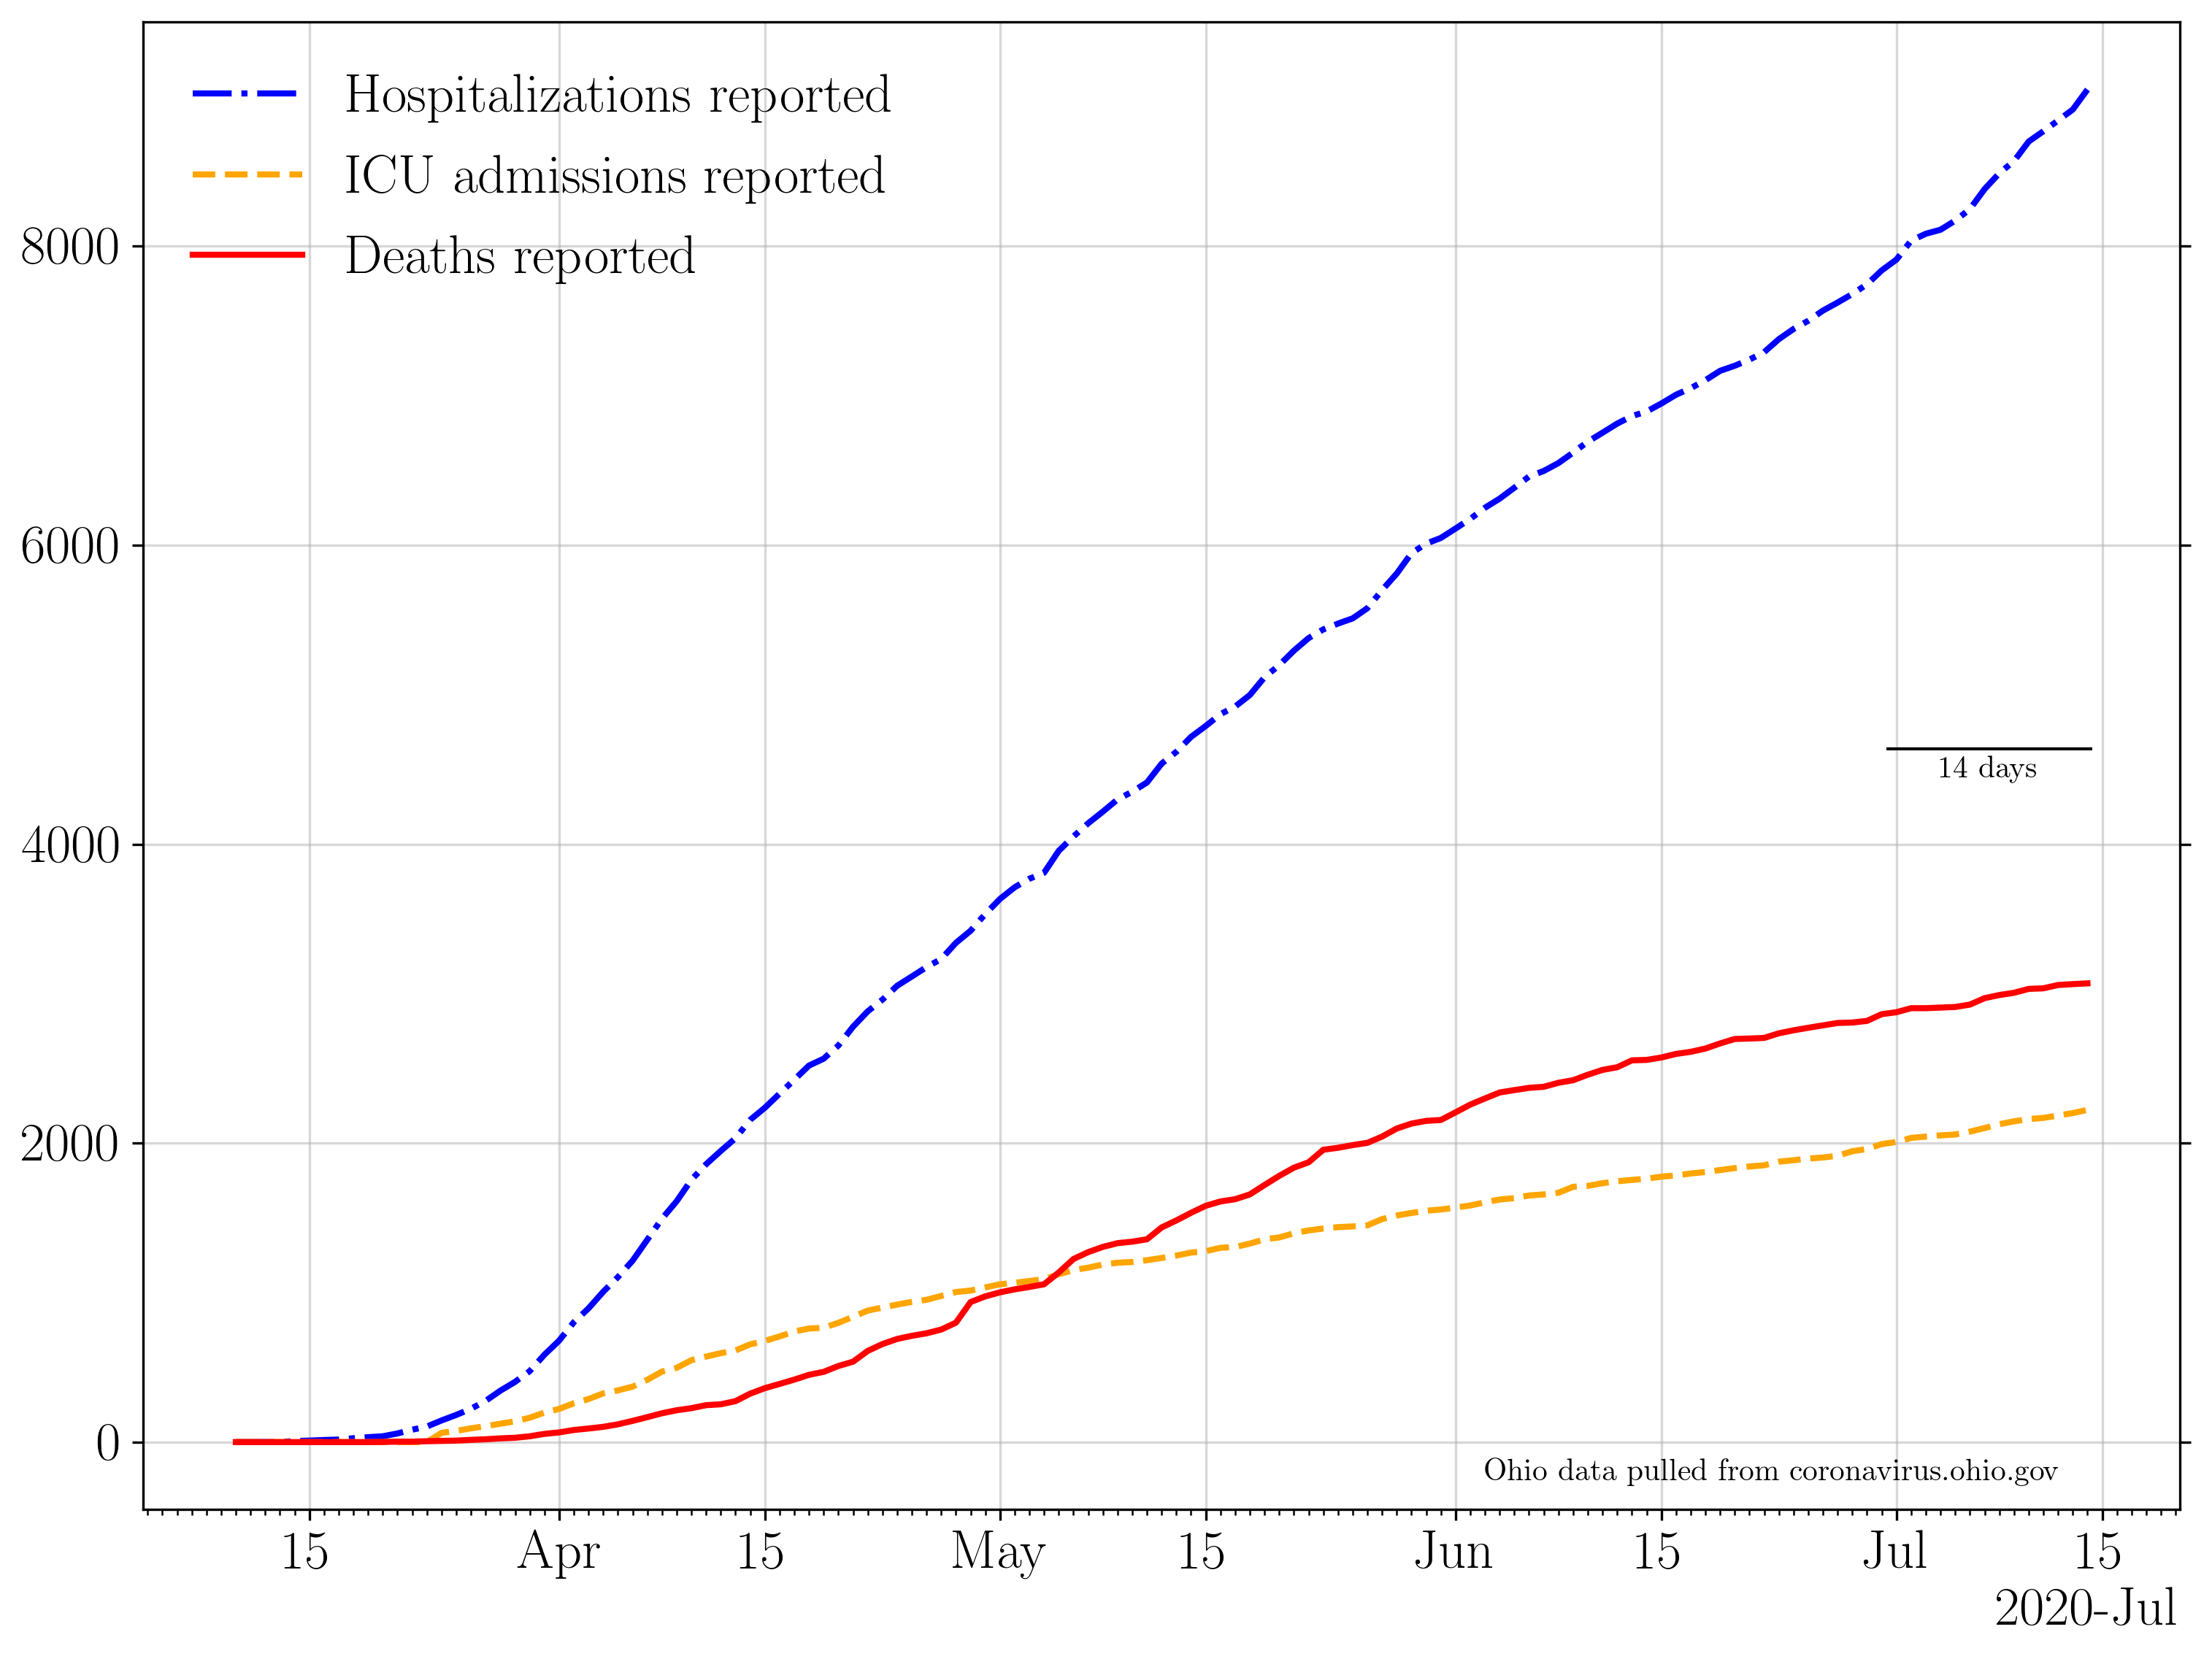 Hospitalizations reported
ICU admissions reported
Deaths reported
8000
6000
4000
2000
0
14 days
Ohio data pulled from coronavirus.ohio.gov
15 Apr 15 May 15 Jun 15 Jul 15
2020-Jul